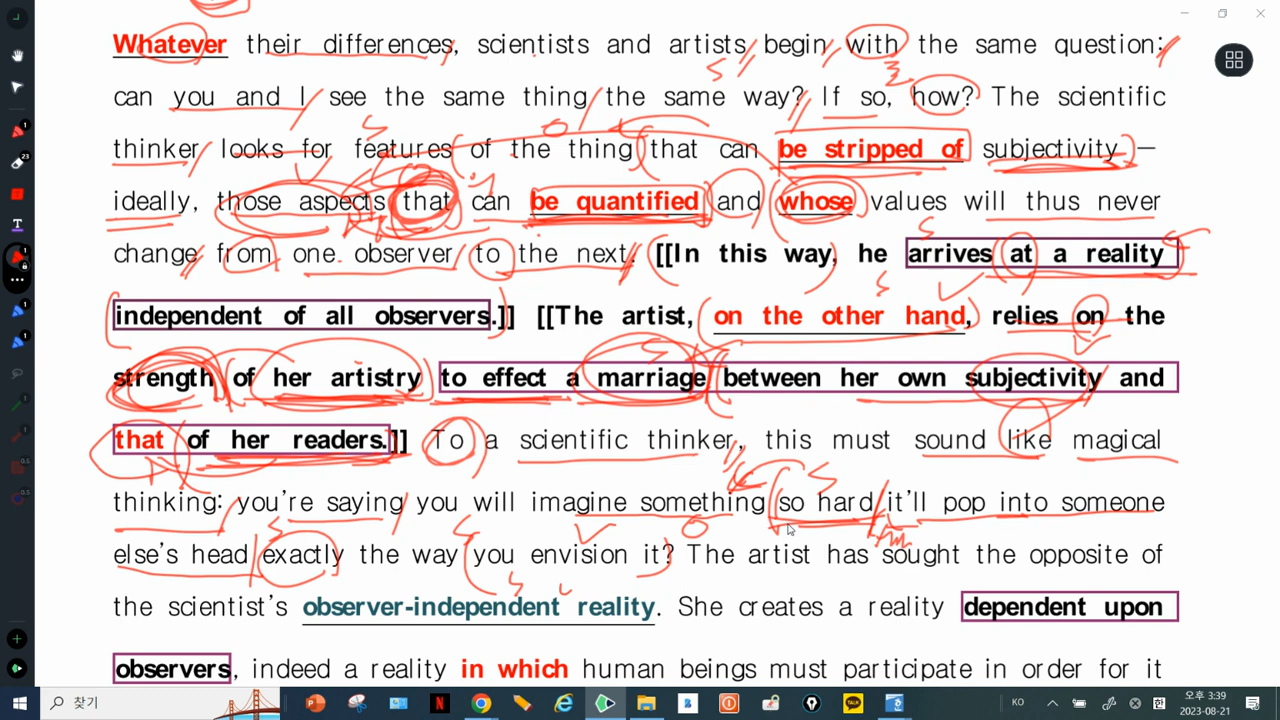 Whatever their differences, scientists and artists begin with the same question:
can you and I see the same thing the same way? If so, how? The scientific
thinker looks for features of the thing that can be stripped of subjectivity —
ideally, those aspects that can be quantified and whose values will thus never
change from one observer to the next. [[In this way, he arrives at a reality
independent of all observers.]] [[The artist, on the other hand, relies on the
strength of her artistry to effect a marriage between her own subjectivity and
that of her readers.]] To a scientific thinker, this must sound like magical
thinking: you're saying you will imagine something so hard it'll pop into someone
else's head exactly the way you envision it? The artist has sought the opposite of
the scientist's observer-independent reality. She creates a reality dependent upon
observers, indeed a reality in which human beings must participate in order for it
찾기
KO
오후 3:39
2023-08-21